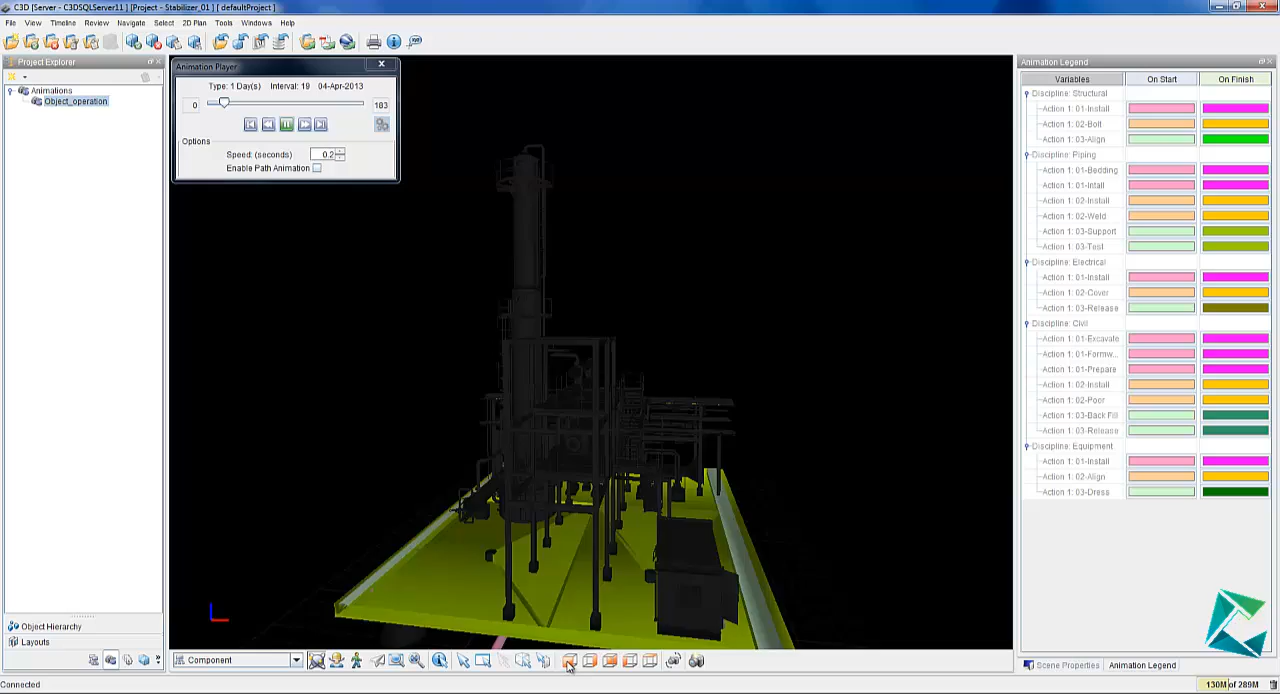 C3D [Server - C3DSQLServer11 ] [Project - Stabilizer_01 ] [ defaultProject ]
File View Timeline Review Navigate Select 2D Plan Tools Windows Help
Project Explorer
Animations
Object_operation
Object Hierarchy
Layouts
Animation Player
Type: 1 Day(s) Interval: 19 04-Apr-2013
0 183
Options
Speed: (seconds) 0.2
Enable Path Animation
Component
Animation Legend
Variables On Start On Finish
Discipline: Structural
Action 1: 01-Install
Action 1: 02-Bolt
Action 1: 03-Align
Discipline: Piping
Action 1: 01-Bedding
Action 1: 01-Intall
Action 1: 02-Install
Action 1: 02-Weld
Action 1: 03-Support
Action 1: 03-Test
Discipline: Electrical
Action 1: 01-Install
Action 1: 02-Cover
Action 1: 03-Release
Discipline: Civil
Action 1: 01-Excavate
Action 1: 01-Formw...
Action 1: 01-Prepare
Action 1: 02-Install
Action 1: 02-Poor
Action 1: 03-Back Fill
Action 1: 03-Release
Discipline: Equipment
Action 1: 01-Install
Action 1: 02-Align
Action 1: 03-Dress
Scene Properties Animation Legend
Connected
130M of 289M